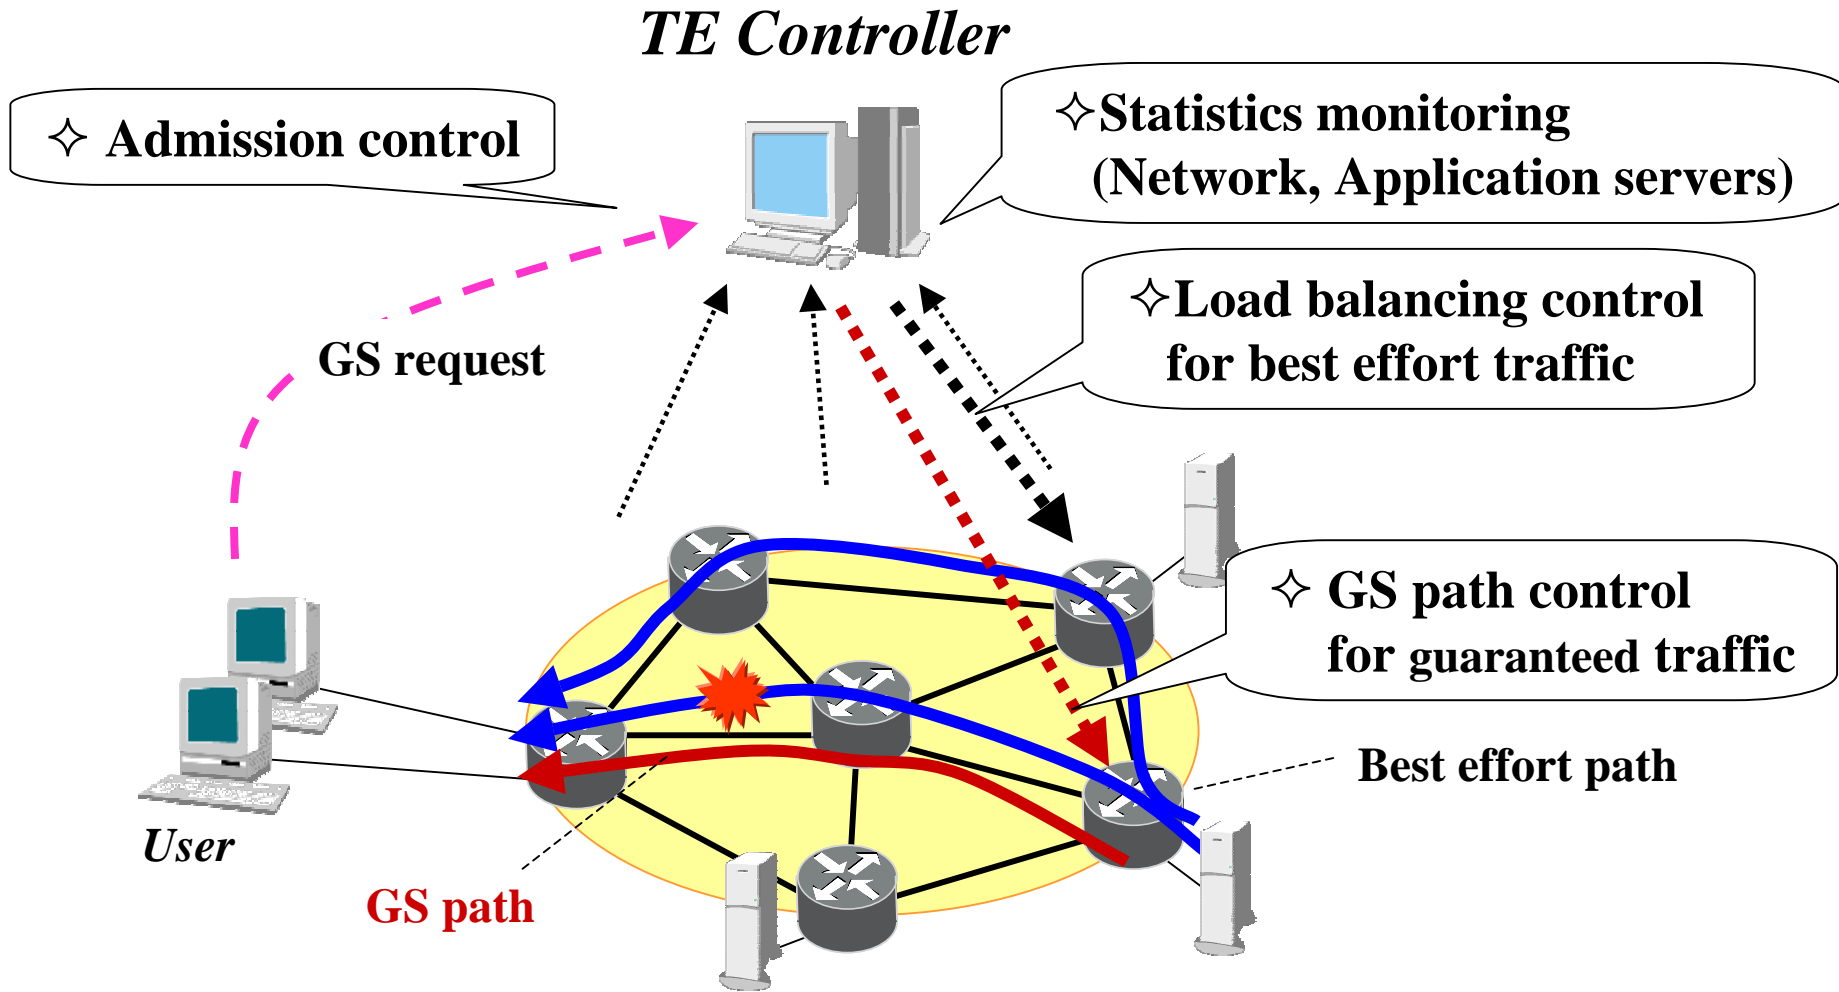 TE Controller
✧ Admission control
✧Statistics monitoring
(Network, Application servers)
✧Load balancing control
for best effort traffic
GS request
✧ GS path control
for guaranteed traffic
Best effort path
User
GS path